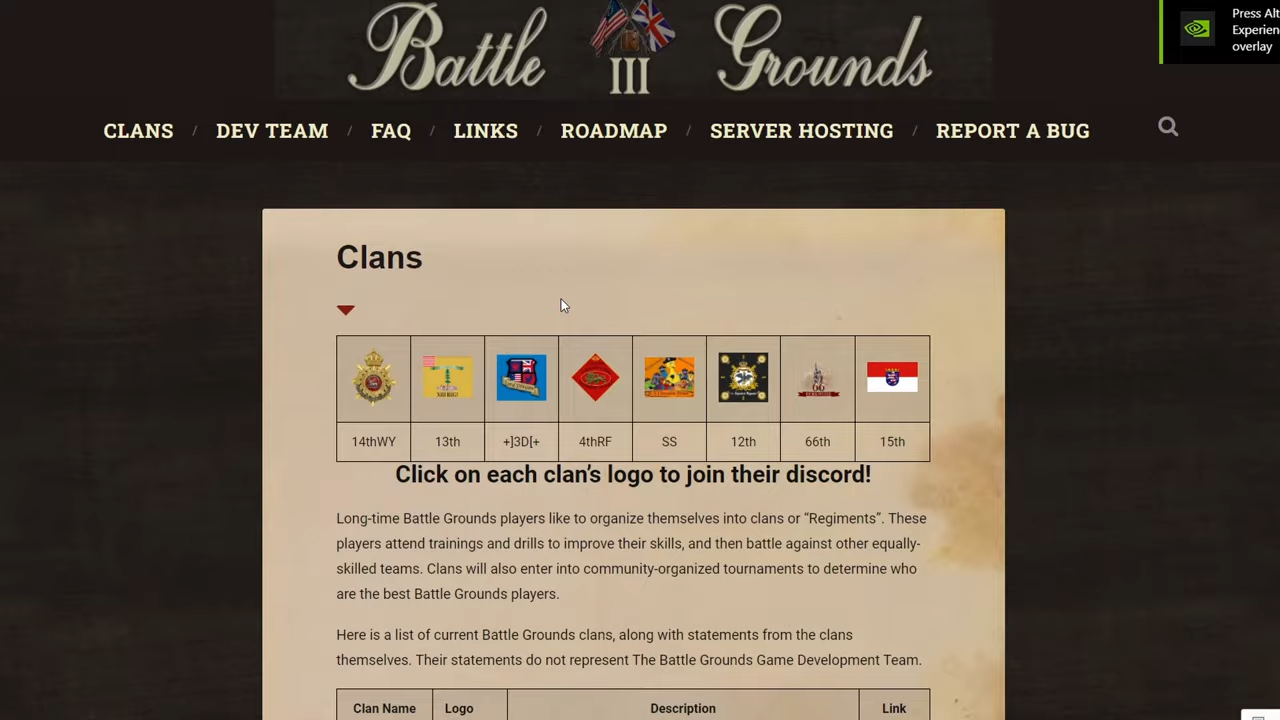 Battle III Grounds
Press Alt
Experien
overlay
CLANS / DEV TEAM / FAQ / LINKS / ROADMAP / SERVER HOSTING / REPORT A BUG
Clans
14thWY 13th +]3D[+ 4thRF SS 12th 66th 15th
Click on each clan’s logo to join their discord!
Long-time Battle Grounds players like to organize themselves into clans or “Regiments”. These
players attend trainings and drills to improve their skills, and then battle against other equally-
skilled teams. Clans will also enter into community-organized tournaments to determine who
are the best Battle Grounds players.
Here is a list of current Battle Grounds clans, along with statements from the clans
themselves. Their statements do not represent The Battle Grounds Game Development Team.
Clan Name Logo Description Link